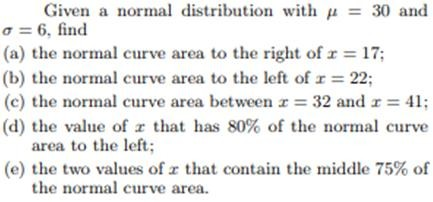 Given a normal distribution with μ = 30 and
σ = 6, find
(a) the normal curve area to the right of x = 17;
(b) the normal curve area to the left of x = 22;
(c) the normal curve area between x = 32 and x = 41;
(d) the value of x that has 80% of the normal curve
area to the left;
(e) the two values of x that contain the middle 75% of
the normal curve area.